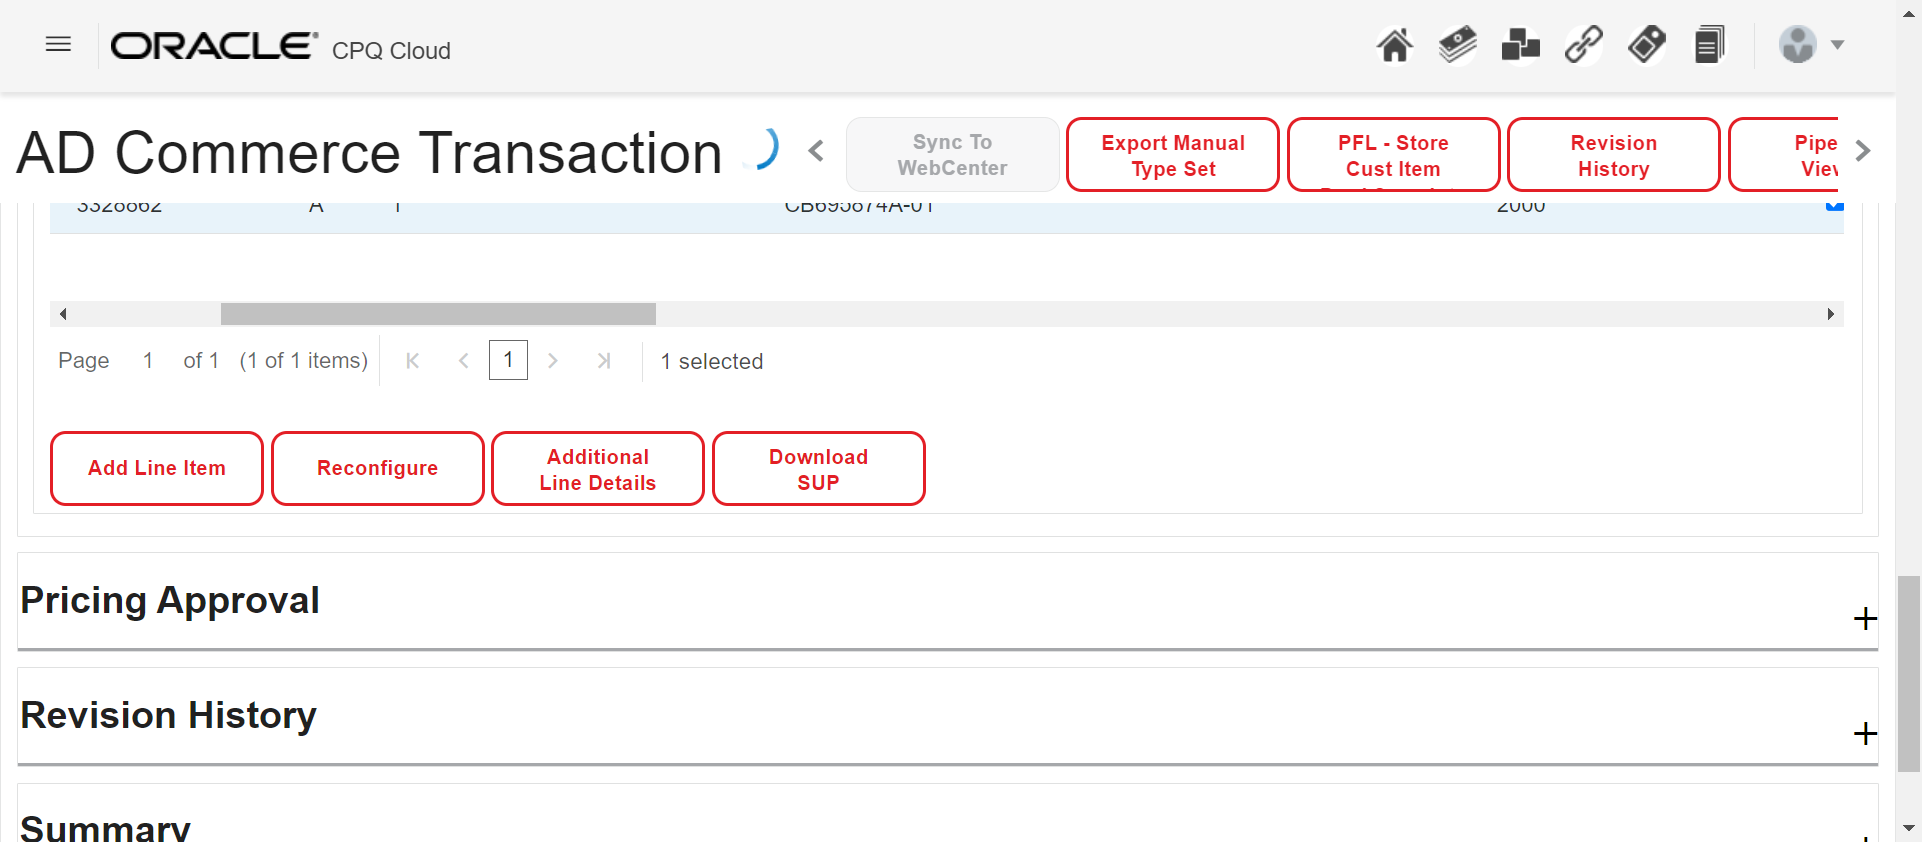 ORACLE® CPQ Cloud
AD Commerce Transaction
Sync To
WebCenter
Export Manual
Type Set
PFL - Store
Cust Item
Revision
History
Pipe
View
3328862 A 1 CB695874A-01 2000
Page 1 of 1 (1 of 1 items) 1 1 selected
Add Line Item
Reconfigure
Additional
Line Details
Download
SUP
Pricing Approval
Revision History
Summary